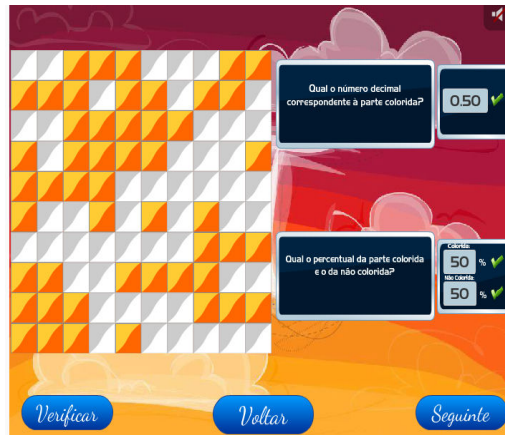 Qual o número decimal
correspondente à parte colorida?
0.50
Qual o percentual da parte colorida
e o da não colorida?
Colorida:
50 %
Não Colorida:
50 %
Verificar
Voltar
Seguinte